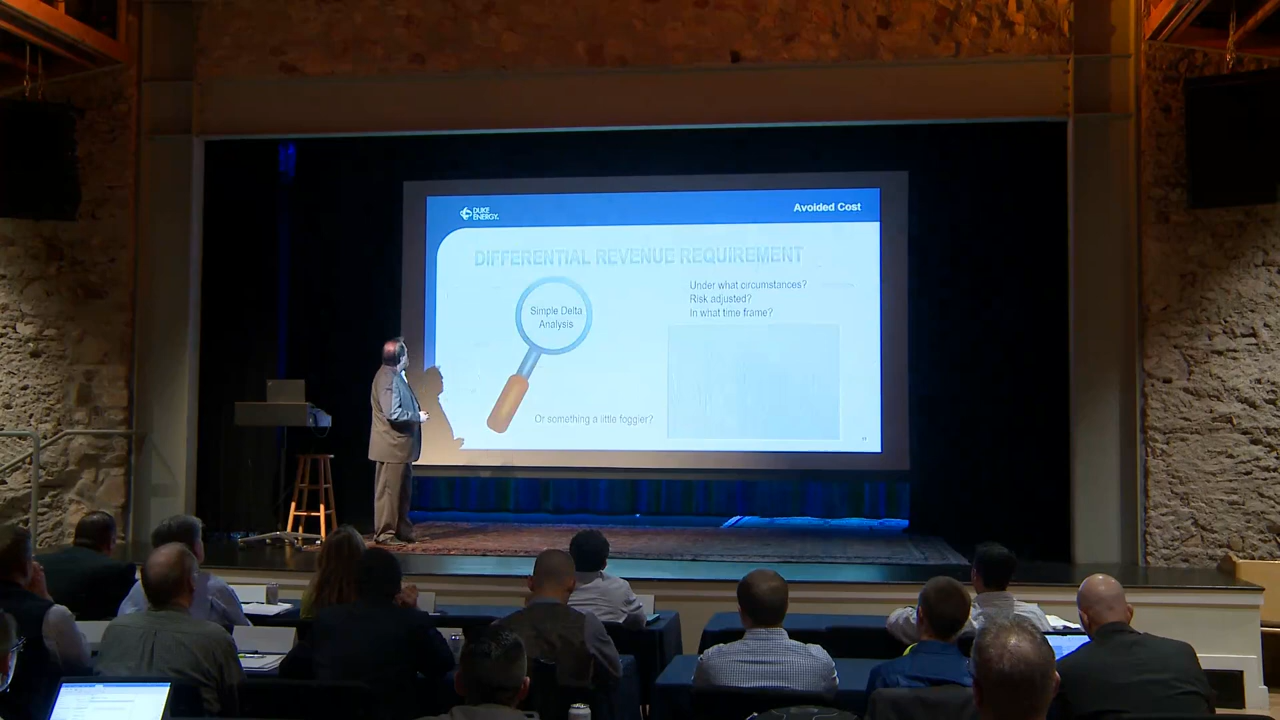 DUKE
ENERGY.
Avoided Cost
DIFFERENTIAL REVENUE REQUIREMENT
Simple Delta
Analysis
Under what circumstances?
Risk adjusted?
In what time frame?
Or something a little foggier?